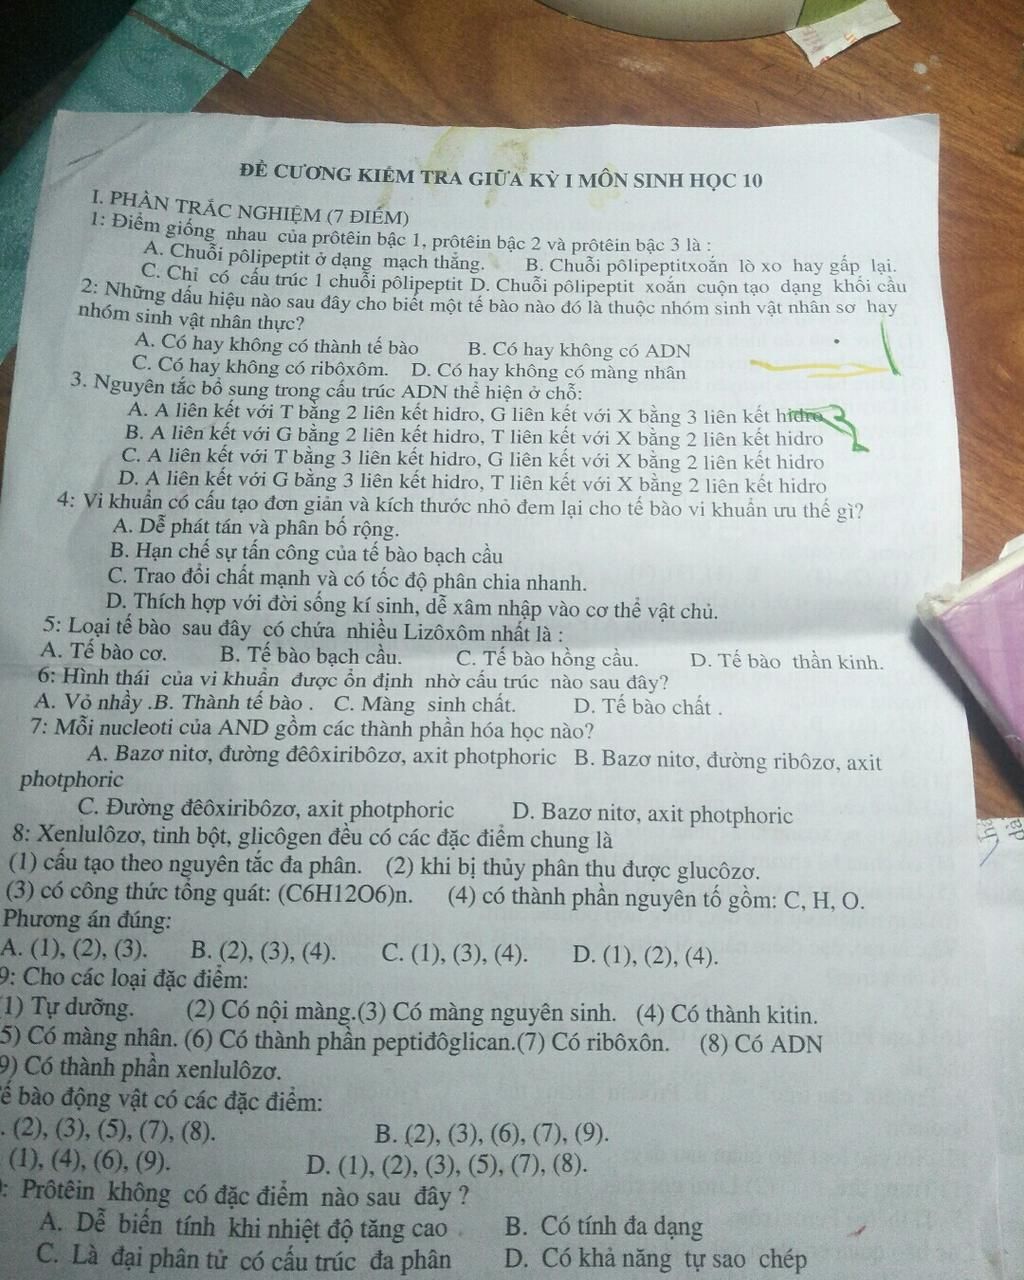 ĐỀ CƯƠNG KIỂM TRA GIỮA KỲ I MÔN SINH HỌC 10
I. PHẦN TRẮC NGHIỆM (7 ĐIỂM)
1: Điểm giống nhau của prôtêin bậc 1, prôtêin bậc 2 và prôtêin bậc 3 là :
A. Chuỗi pôlipeptit ở dạng mạch thẳng. B. Chuỗi pôlipeptitxoắn lò xo hay gấp lại.
C. Chỉ có cấu trúc 1 chuỗi pôlipeptit D. Chuỗi pôlipeptit xoắn cuộn tạo dạng khối cầu
2: Những dấu hiệu nào sau đây cho biết một tế bào nào đó là thuộc nhóm sinh vật nhân sơ hay
nhóm sinh vật nhân thực?
A. Có hay không có thành tế bào B. Có hay không có ADN
C. Có hay không có ribôxôm. D. Có hay không có màng nhân
3. Nguyên tắc bổ sung trong cấu trúc ADN thể hiện ở chỗ:
A. A liên kết với T bằng 2 liên kết hidro, G liên kết với X bằng 3 liên kết hidro
B. A liên kết với G bằng 2 liên kết hidro, T liên kết với X bằng 2 liên kết hidro
C. A liên kết với T bằng 3 liên kết hidro, G liên kết với X bằng 2 liên kết hidro
D. A liên kết với G bằng 3 liên kết hidro, T liên kết với X bằng 2 liên kết hidro
4: Vi khuẩn có cấu tạo đơn giản và kích thước nhỏ đem lại cho tế bào vi khuẩn ưu thế gì?
A. Dễ phát tán và phân bố rộng.
B. Hạn chế sự tấn công của tế bào bạch cầu
C. Trao đổi chất mạnh và có tốc độ phân chia nhanh.
D. Thích hợp với đời sống kí sinh, dễ xâm nhập vào cơ thể vật chủ.
5: Loại tế bào sau đây có chứa nhiều Lizôxôm nhất là :
A. Tế bào cơ. B. Tế bào bạch cầu. C. Tế bào hồng cầu. D. Tế bào thần kinh.
6: Hình thái của vi khuẩn được ổn định nhờ cấu trúc nào sau đây?
A. Vỏ nhầy .B. Thành tế bào . C. Màng sinh chất. D. Tế bào chất .
7: Mỗi nucleoti của AND gồm các thành phần hóa học nào?
A. Bazơ nitơ, đường đêôxiribôzơ, axit photphoric B. Bazơ nitơ, đường ribôzơ, axit
photphoric
C. Đường đêôxiribôzơ, axit photphoric D. Bazơ nitơ, axit photphoric
8: Xenlulôzơ, tinh bột, glicôgen đều có các đặc điểm chung là
(1) cấu tạo theo nguyên tắc đa phân. (2) khi bị thủy phân thu được glucôzơ.
(3) có công thức tổng quát: (C6H12O6)n. (4) có thành phần nguyên tố gồm: C, H, O.
Phương án đúng:
A. (1), (2), (3). B. (2), (3), (4). C. (1), (3), (4). D. (1), (2), (4).
9: Cho các loại đặc điểm:
1) Tự dưỡng. (2) Có nội màng.(3) Có màng nguyên sinh. (4) Có thành kitin.
5) Có màng nhân. (6) Có thành phần peptiđôglican.(7) Có ribôxôn. (8) Có ADN
9) Có thành phần xenlulôzơ.
ế bào động vật có các đặc điểm:
. (2), (3), (5), (7), (8). B. (2), (3), (6), (7), (9).
(1), (4), (6), (9). D. (1), (2), (3), (5), (7), (8).
: Prôtêin không có đặc điểm nào sau đây ?
A. Dễ biến tính khi nhiệt độ tăng cao B. Có tính đa dạng
C. Là đại phân tử có cấu trúc đa phân D. Có khả năng tự sao chép